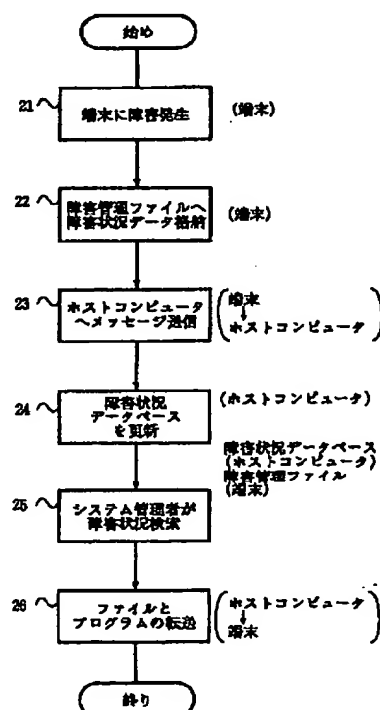 始め
21
端末に障害発生
(端末)
22
障害管理ファイルへ
障害状況データ格納
(端末)
23
ホストコンピュータ
へメッセージ送信
端末
↓
ホストコンピュータ
24
障害状況
データベース
を更新
(ホストコンピュータ)
障害状況データベース
(ホストコンピュータ)
障害管理ファイル
(端末)
25
システム管理者が
障害状況検索
26
ファイルと
プログラムの転送
ホストコンピュータ
↓
端末
終り